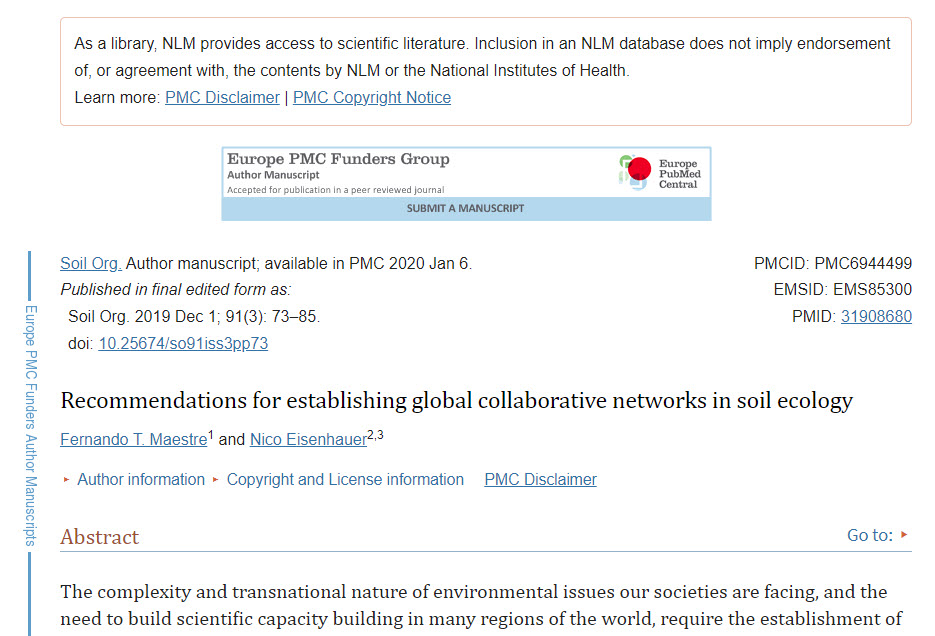 As a library, NLM provides access to scientific literature. Inclusion in an NLM database does not imply endorsement
of, or agreement with, the contents by NLM or the National Institutes of Health.
Learn more: PMC Disclaimer | PMC Copyright Notice
Europe PMC Funders Group
Author Manuscript
Accepted for publication in a peer reviewed journal
Europe
PubMed
Central
SUBMIT A MANUSCRIPT
Soil Org. Author manuscript; available in PMC 2020 Jan 6.
Published in final edited form as:
Soil Org. 2019 Dec 1; 91(3): 73–85.
doi: 10.25674/so91iss3pp73
PMCID: PMC6944499
EMSID: EMS85300
PMID: 31908680
Europe PMC Funders Author Manuscripts
Recommendations for establishing global collaborative networks in soil ecology
Fernando T. Maestre1 and Nico Eisenhauer2,3
▸ Author information ▸ Copyright and License information PMC Disclaimer
Abstract
Go to: ▸
The complexity and transnational nature of environmental issues our societies are facing, and the
need to build scientific capacity building in many regions of the world, require the establishment of